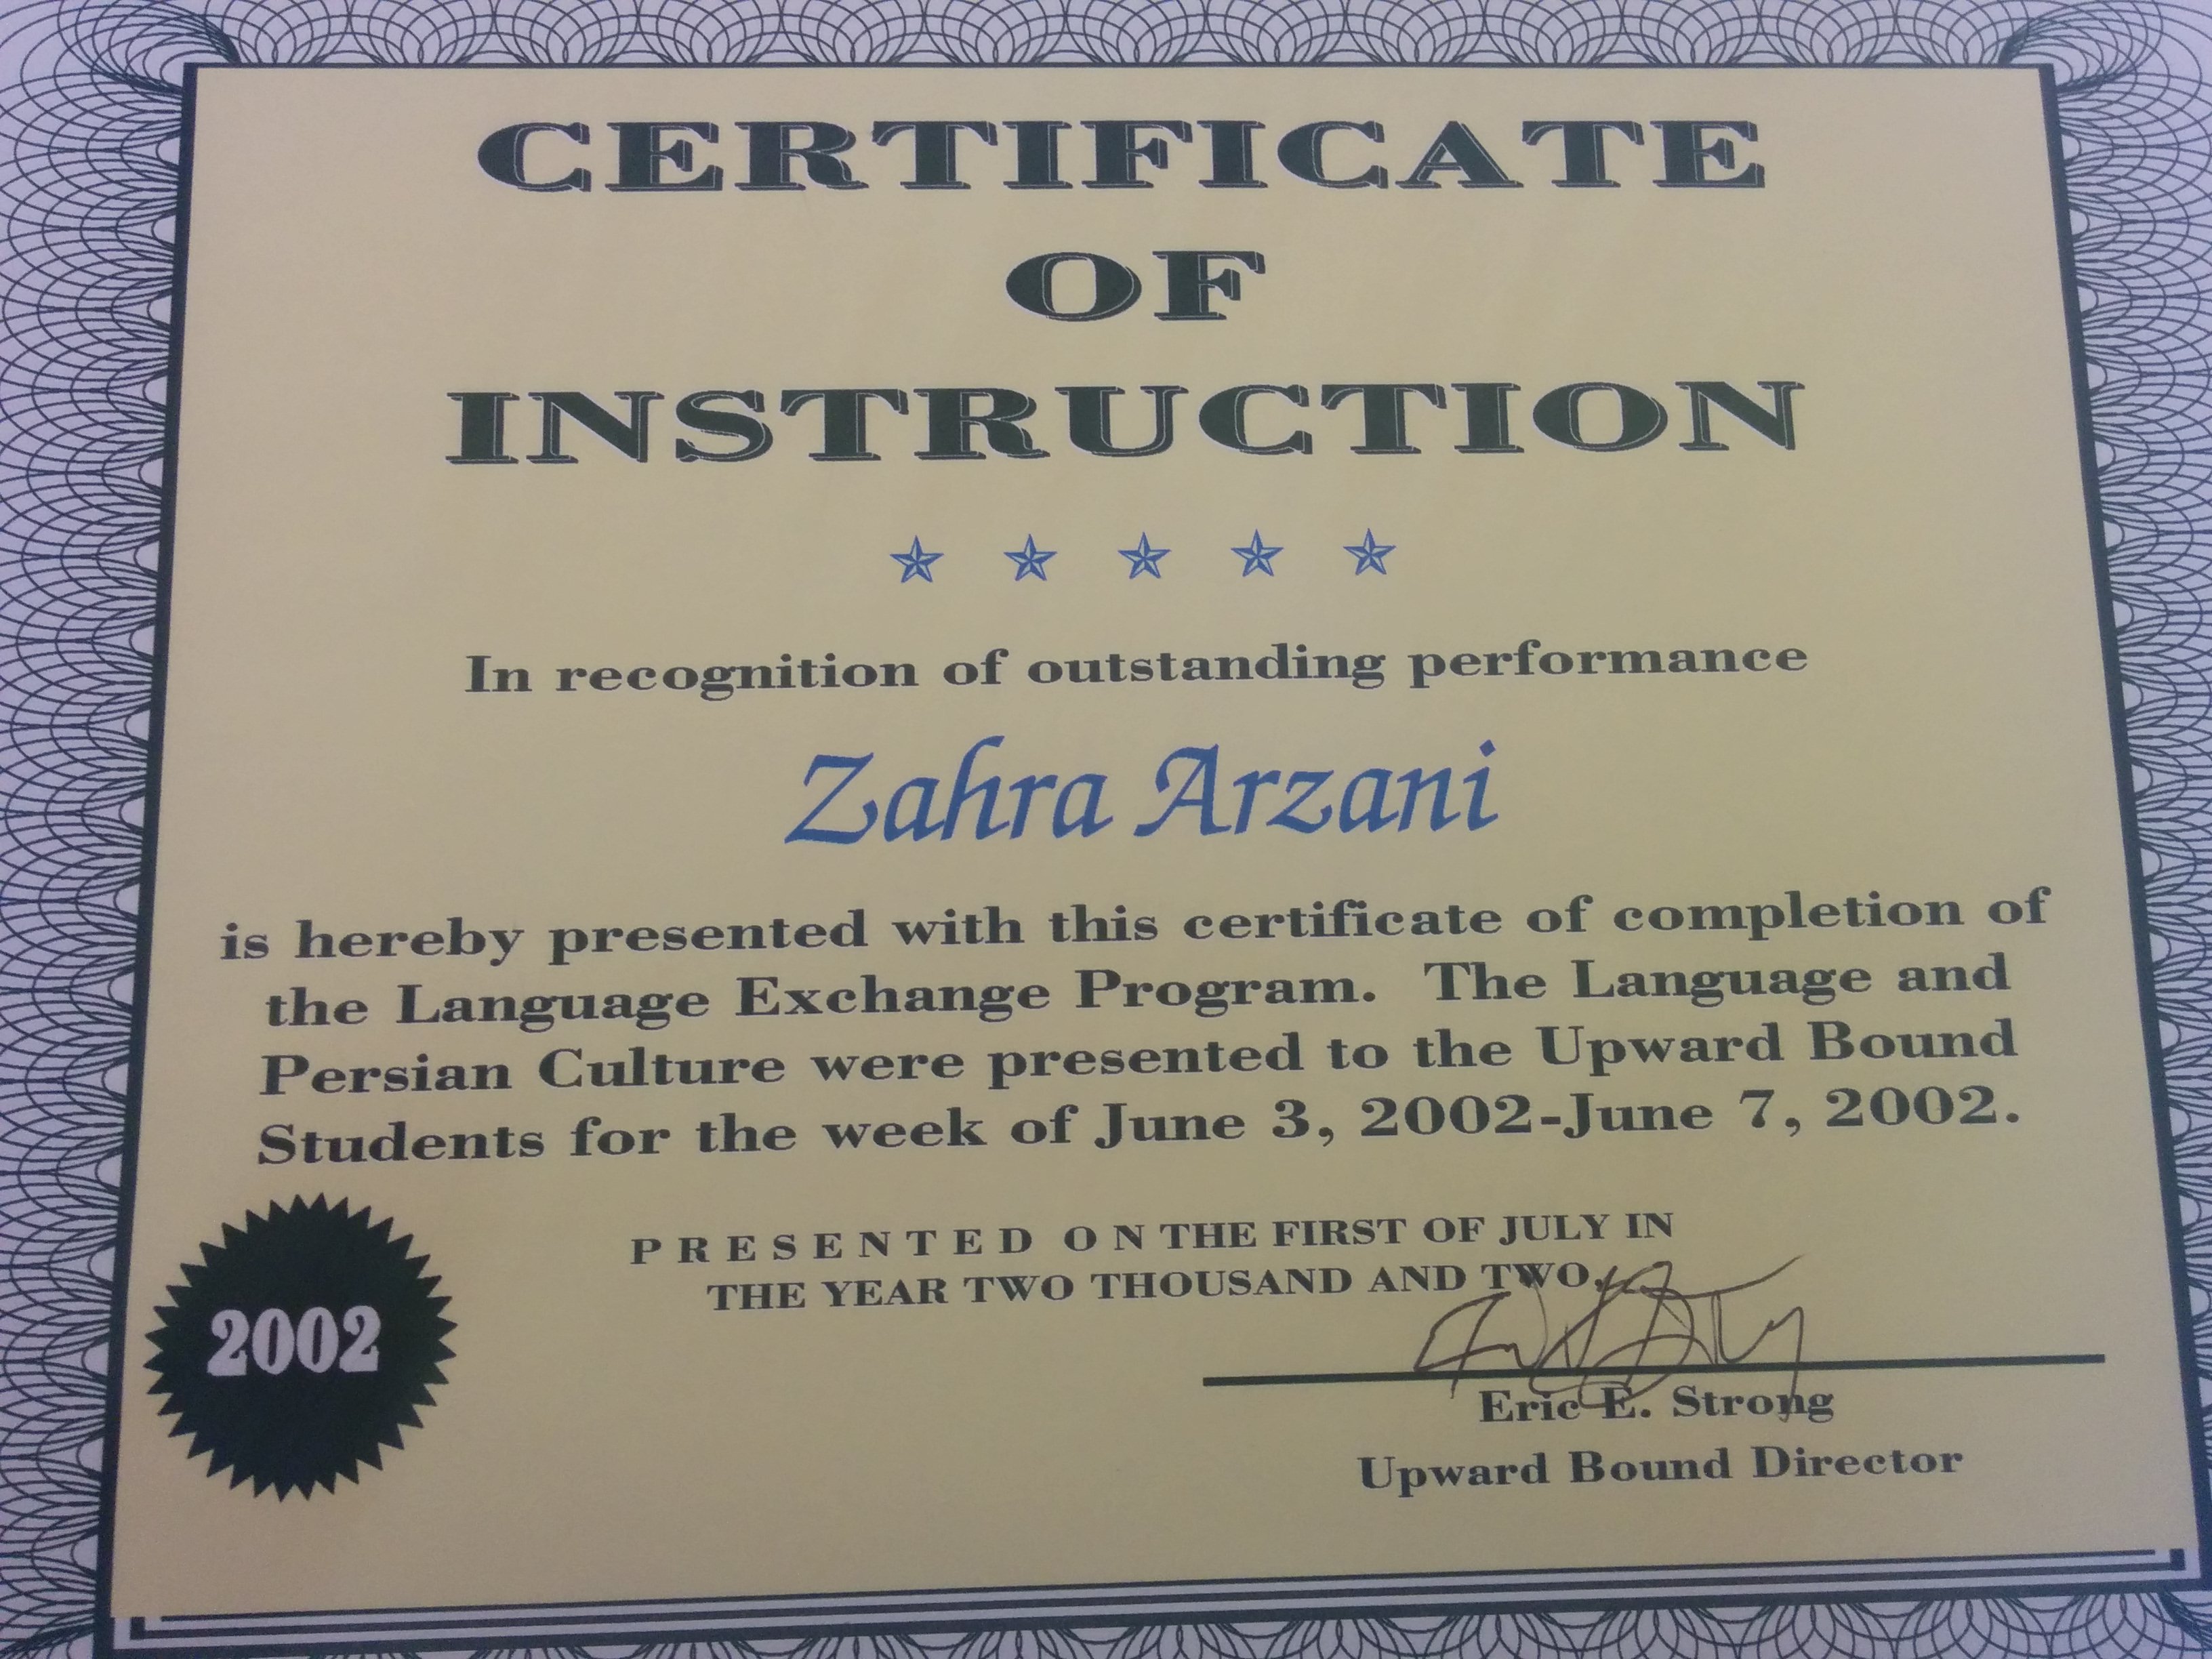 CERTIFICATE
OF
INSTRUCTION
In recognition of outstanding performance
Zahra Arzani
is hereby presented with this certificate of completion of
the Language Exchange Program. The Language and
Persian Culture were presented to the Upward Bound
Students for the week of June 3, 2002-June 7, 2002.
PRESENTED ON THE FIRST OF JULY IN
THE YEAR TWO THOUSAND AND TWO.
2002
Eric E. Strong
Upward Bound Director